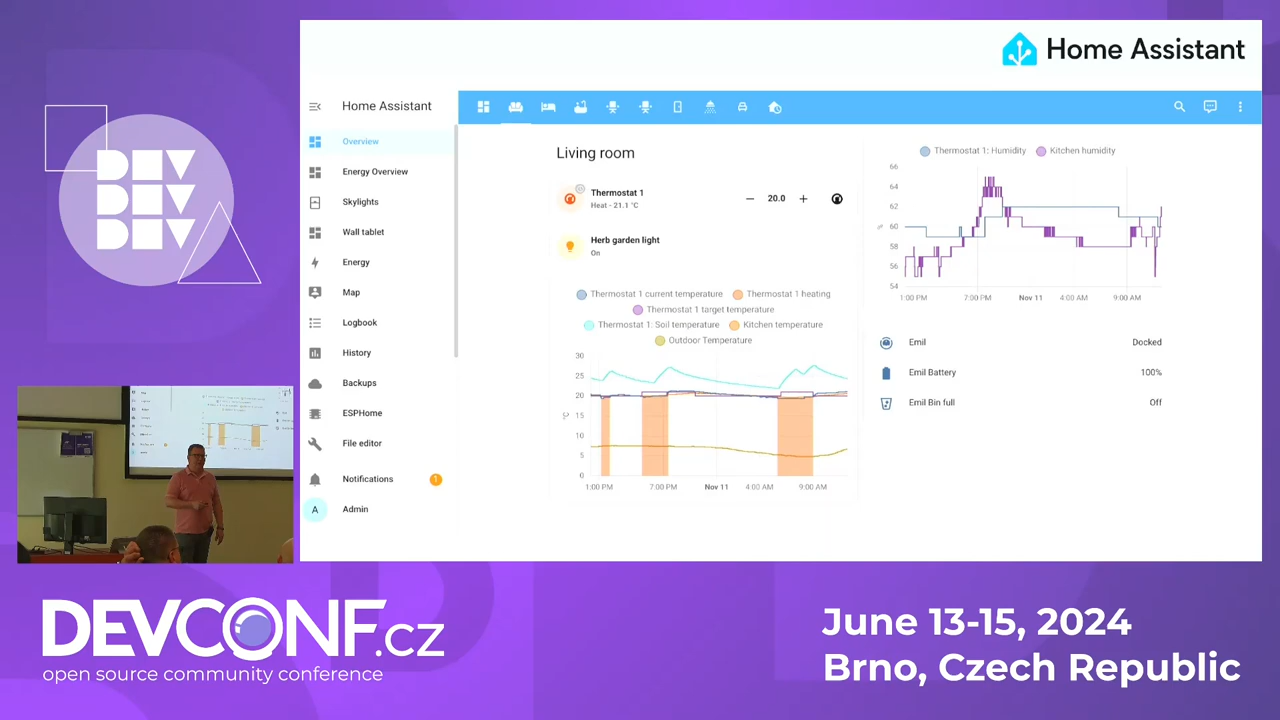 Home Assistant
DEV
DEV
DEV
Home Assistant
Overview
Energy Overview
Skylights
Wall tablet
Energy
Map
Logbook
History
Backups
ESPHome
File editor
Notifications 1
A Admin
Living room
Thermostat 1
Heat - 21.1 °C
− 20.0 +
Herb garden light
On
Thermostat 1 current temperature Thermostat 1 heating
Thermostat 1 target temperature
Thermostat 1: Soil temperature Kitchen temperature
Outdoor Temperature
30
25
20
15
10
5
0
°C
1:00 PM 7:00 PM Nov 11 4:00 AM 9:00 AM
Thermostat 1: Humidity Kitchen humidity
66
64
62
60
58
56
54
%
1:00 PM 7:00 PM Nov 11 4:00 AM 9:00 AM
Emil Docked
Emil Battery 100%
Emil Bin full Off
DEVCONF.cz
open source community conference
June 13-15, 2024
Brno, Czech Republic